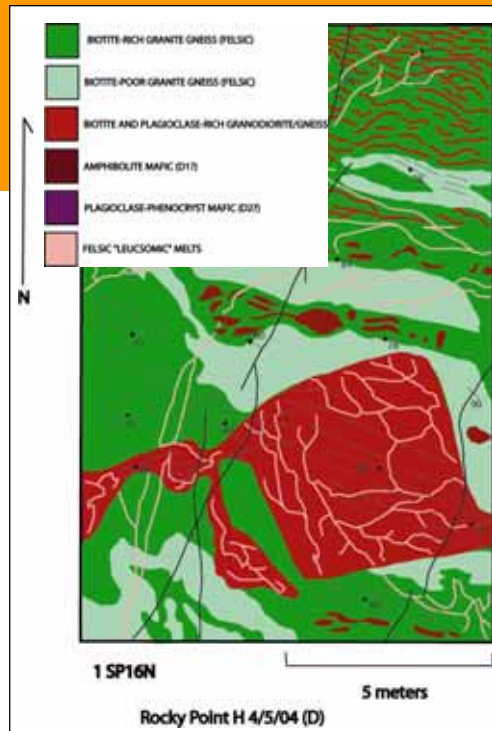 BIOTITE-RICH GRANITE GNEISS (FELSIC)
BIOTITE-POOR GRANITE GNEISS (FELSIC)
BIOTITE AND PLAGIOCLASE-RICH GRANODIORITE/GNEISS
AMPHIBOLITE MAFIC (D1?)
PLAGIOCLASE-PHENOCRYST MAFIC (D2?)
FELSIC "LEUCSOMIC" MELTS
N
1 SP16N
5 meters
Rocky Point H 4/5/04 (D)